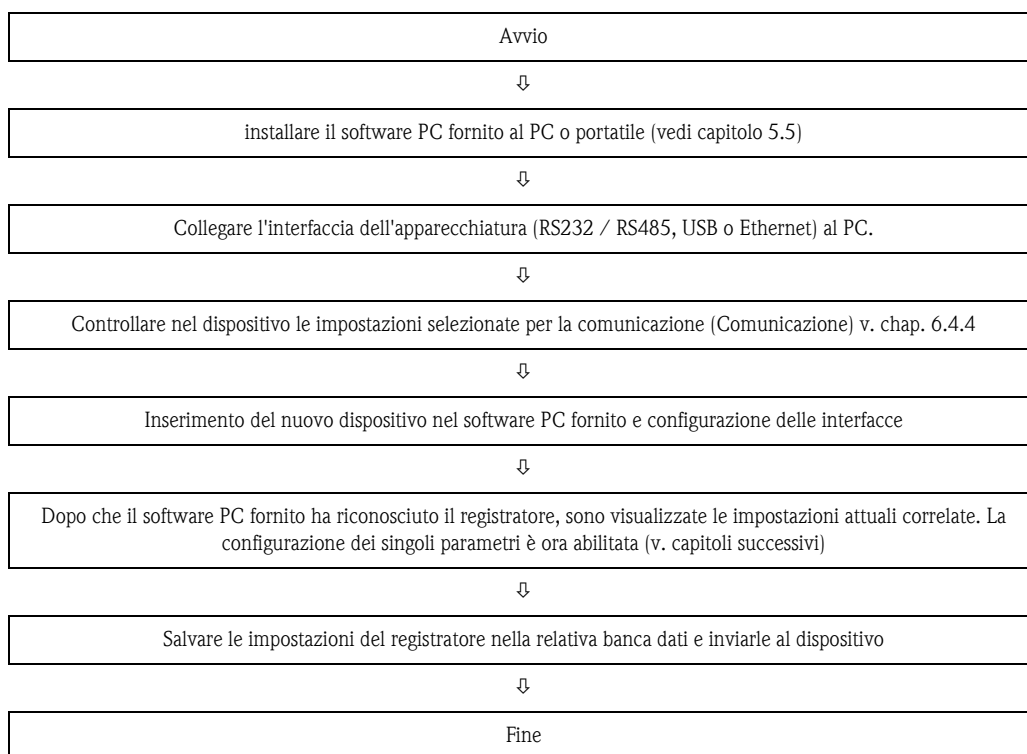 Avvio
⇩
installare il software PC fornito al PC o portatile (vedi capitolo 5.5)
⇩
Collegare l'interfaccia dell'apparecchiatura (RS232 / RS485, USB o Ethernet) al PC.
⇩
Controllare nel dispositivo le impostazioni selezionate per la comunicazione (Comunicazione) v. chap. 6.4.4
⇩
Inserimento del nuovo dispositivo nel software PC fornito e configurazione delle interfacce
⇩
Dopo che il software PC fornito ha riconosciuto il registratore, sono visualizzate le impostazioni attuali correlate. La
configurazione dei singoli parametri è ora abilitata (v. capitoli successivi)
⇩
Salvare le impostazioni del registratore nella relativa banca dati e inviarle al dispositivo
⇩
Fine